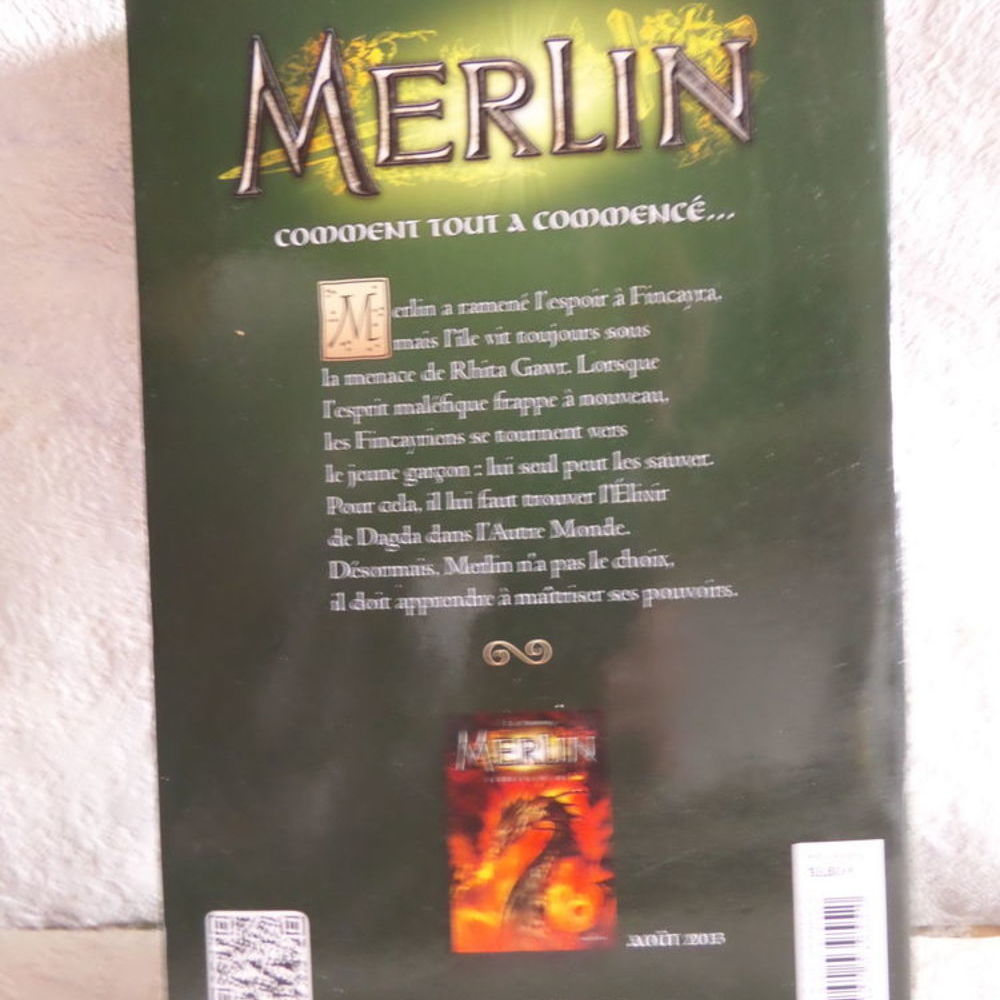 MERLIN
COMMENT TOUT A COMMENCÉ...
Merlin a ramené l'espoir à Fincayra,
mais l'île vit toujours sous
la menace de Rhita Gawr. Lorsque
l'esprit maléfique frappe à nouveau,
les Fincayriens se tournent vers
le jeune garçon : lui seul peut les sauver.
Pour cela, il lui faut trouver l'Élixir
de Dagda dans l'Autre Monde.
Désormais, Merlin n'a pas le choix,
il doit apprendre à maîtriser ses pouvoirs.
MERLIN
AOÛT 2013